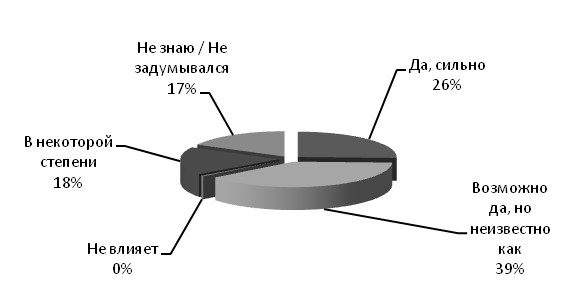 Не знаю / Не
задумывался
17%
Да, сильно
26%
В некоторой
степени
18%
Возможно
да, но
неизвестно
как
39%
Не влияет
0%